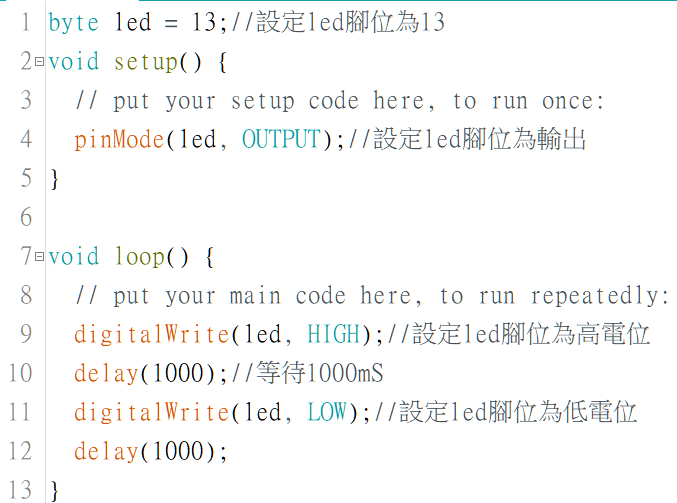 1 byte led = 13;//設定led腳位為13
2 void setup() {
3 // put your setup code here, to run once:
4 pinMode(led, OUTPUT);//設定led腳位為輸出
5 }
6
7 void loop() {
8 // put your main code here, to run repeatedly:
9 digitalWrite(led, HIGH);//設定led腳位為高電位
10 delay(1000);//等待1000mS
11 digitalWrite(led, LOW);//設定led腳位為低電位
12 delay(1000);
13 }